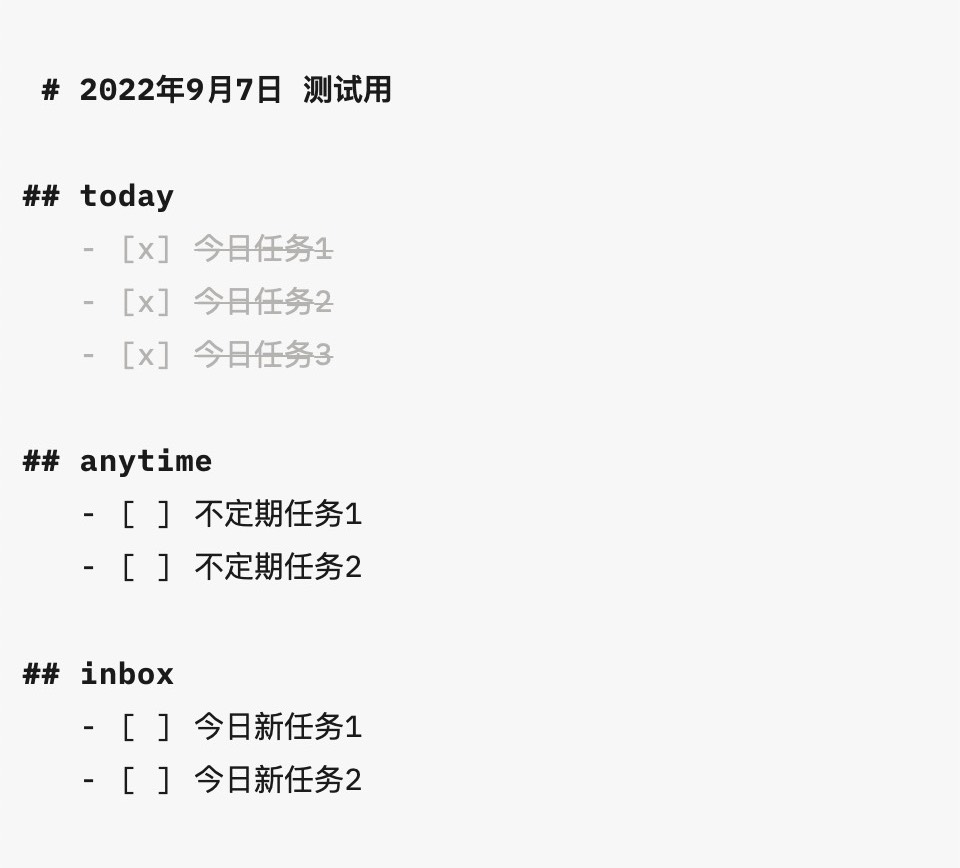 # 2022年9月7日 测试用
## today
- [x] 今日任务1
- [x] 今日任务2
- [x] 今日任务3
## anytime
- [ ] 不定期任务1
- [ ] 不定期任务2
## inbox
- [ ] 今日新任务1
- [ ] 今日新任务2